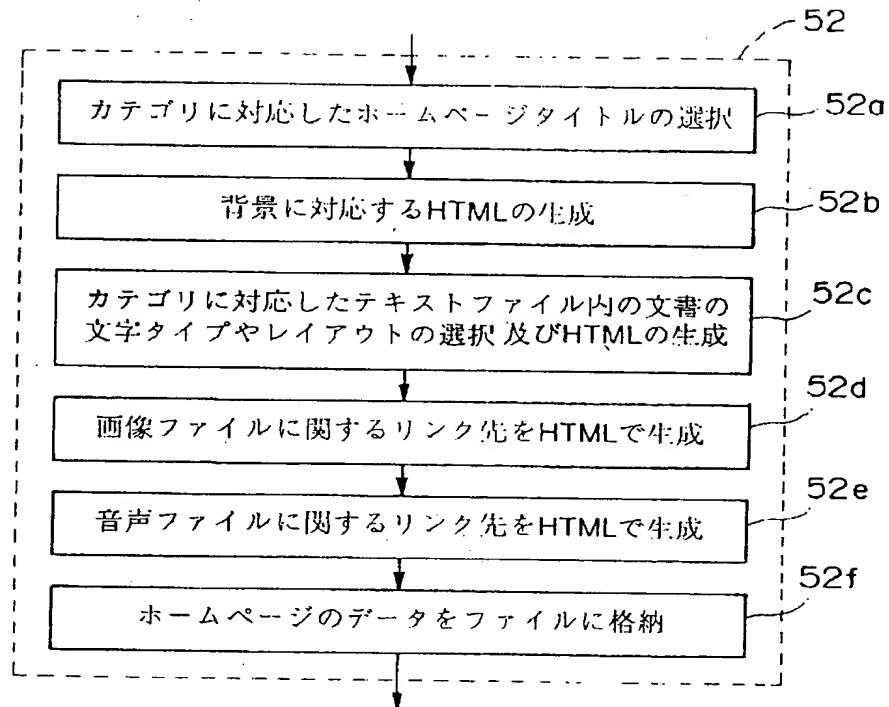 52
カテゴリに対応したホームページタイトルの選択
52a
背景に対応するHTMLの生成
52b
カテゴリに対応したテキストファイル内の文書の
文字タイプやレイアウトの選択及びHTMLの生成
52c
画像ファイルに関するリンク先をHTMLで生成
52d
音声ファイルに関するリンク先をHTMLで生成
52e
ホームページのデータをファイルに格納
52f